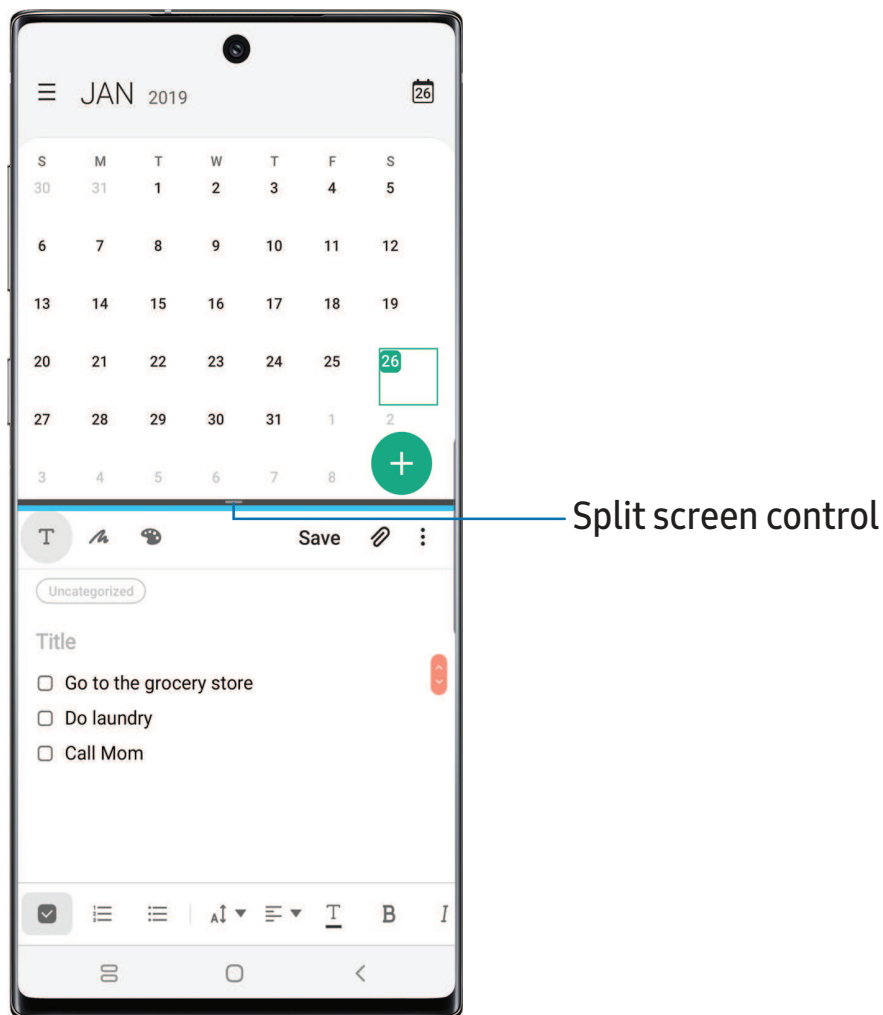 JAN 2019 26
S M T W T F S
30 31 1 2 3 4 5
6 7 8 9 10 11 12
13 14 15 16 17 18 19
20 21 22 23 24 25 26
27 28 29 30 31 1 2
3 4 5 6 7 8
Split screen control
T Save
Uncategorized
Title
Go to the grocery store
Do laundry
Call Mom
A T B I